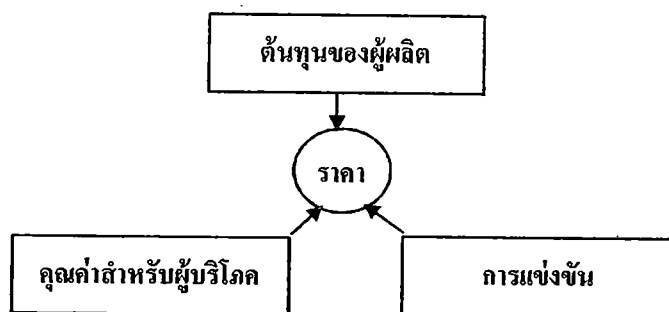 ต้นทุนของผู้ผลิต
ราคา
คุณค่าสำหรับผู้บริโภค
การแข่งขัน